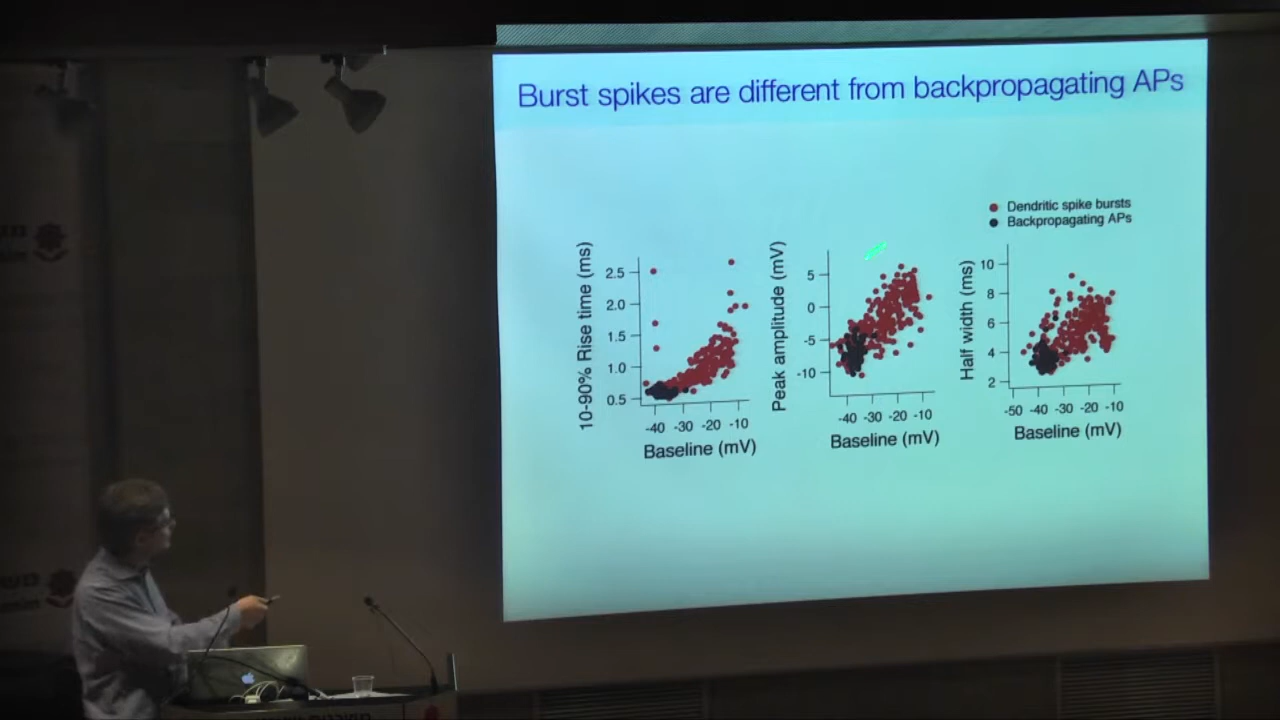 Burst spikes are different from backpropagating APs
Dendritic spike bursts
Backpropagating APs
10-90% Rise time (ms)
2.5
2.0
1.5
1.0
0.5
-40 -30 -20 -10
Baseline (mV)
Peak amplitude (mV)
5
0
-5
-10
-40 -30 -20 -10
Baseline (mV)
Half width (ms)
10
8
6
4
2
-50 -40 -30 -20 -10
Baseline (mV)